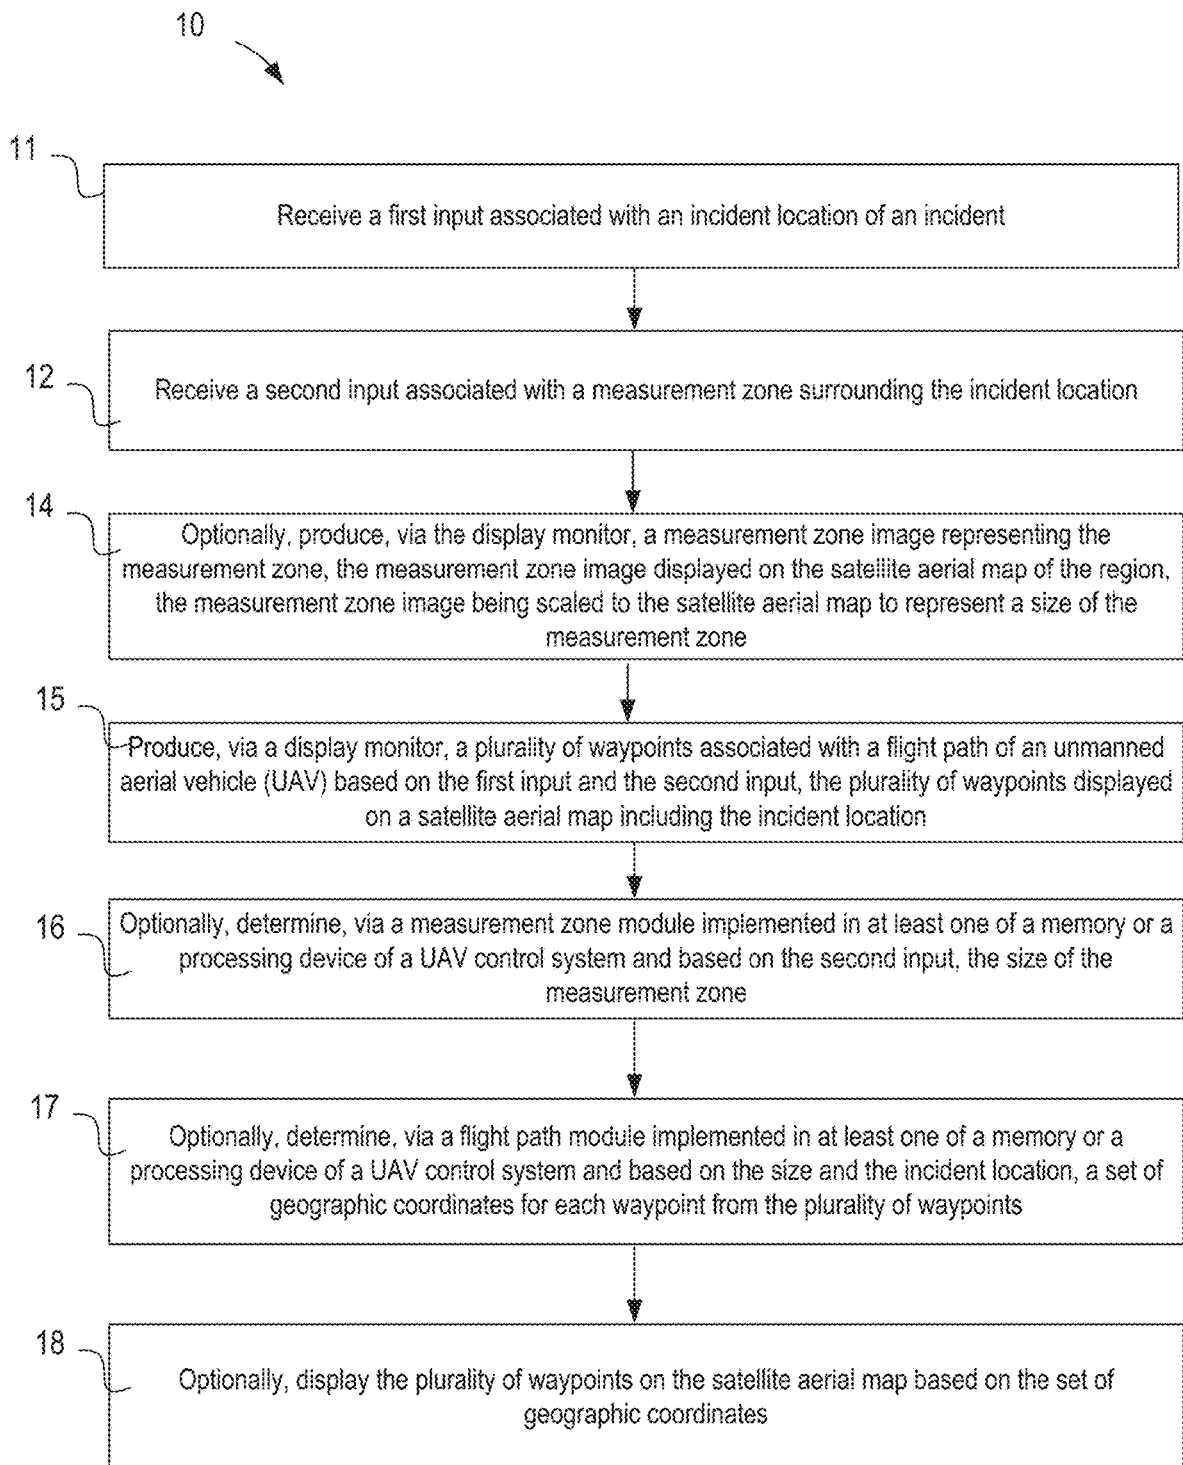 10
11
Receive a first input associated with an incident location of an incident
12
Receive a second input associated with a measurement zone surrounding the incident location
14
Optionally, produce, via the display monitor, a measurement zone image representing the
measurement zone, the measurement zone image displayed on the satellite aerial map of the region,
the measurement zone image being scaled to the satellite aerial map to represent a size of the
measurement zone
15
Produce, via a display monitor, a plurality of waypoints associated with a flight path of an unmanned
aerial vehicle (UAV) based on the first input and the second input, the plurality of waypoints displayed
on a satellite aerial map including the incident location
16
Optionally, determine, via a measurement zone module implemented in at least one of a memory or a
processing device of a UAV control system and based on the second input, the size of the
measurement zone
17
Optionally, determine, via a flight path module implemented in at least one of a memory or a
processing device of a UAV control system and based on the size and the incident location, a set of
geographic coordinates for each waypoint from the plurality of waypoints
18
Optionally, display the plurality of waypoints on the satellite aerial map based on the set of
geographic coordinates